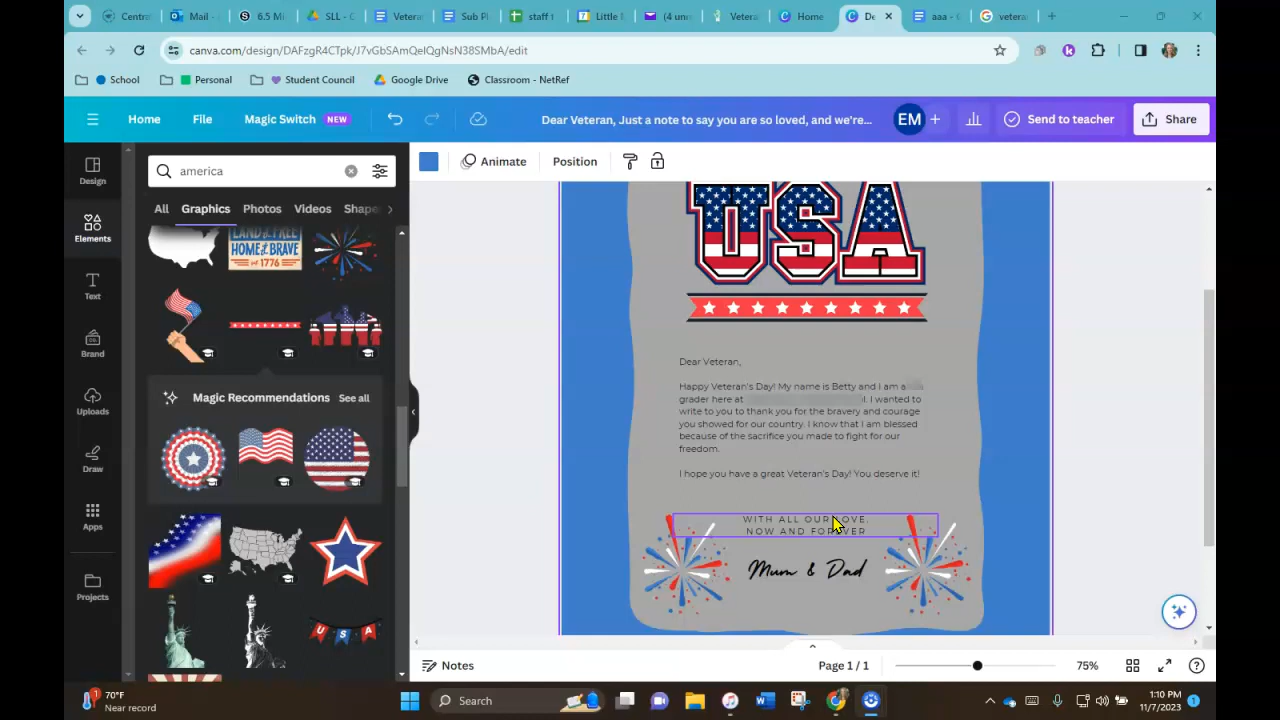 Central
Mail -
6.5 Mi
SLL - C
Veteran
Sub Pl
staff t
Little
(4 unr
Vetera
Home
De
aaa -
vetera
canva.com/design/DAFzgR4CTpk/J7vGbSAmQeIQgNsN38SMbA/edit
School
Personal
Student Council
Google Drive
Classroom - NetRef
Home
File
Magic Switch
NEW
Dear Veteran, Just a note to say you are so loved, and we're...
EM
Send to teacher
Share
Design
america
Animate
Position
Elements
All
Graphics
Photos
Videos
Shape
LAND of the FREE
HOME of the BRAVE
1776
USA
Text
Brand
Magic Recommendations
See all
Uploads
Draw
Apps
Projects
U S A
Dear Veteran,
Happy Veteran's Day! My name is Betty and I am a
grader here at
I wanted to
write to you to thank you for the bravery and courage
you showed for our country. I know that I am blessed
because of the sacrifice you made to fight for our
freedom.
I hope you have a great Veteran's Day! You deserve it!
WITH ALL OUR LOVE,
NOW AND FOREVER
Mum & Dad
Notes
Page 1 / 1
75%
70°F
Near record
Search
1:10 PM
11/7/2023